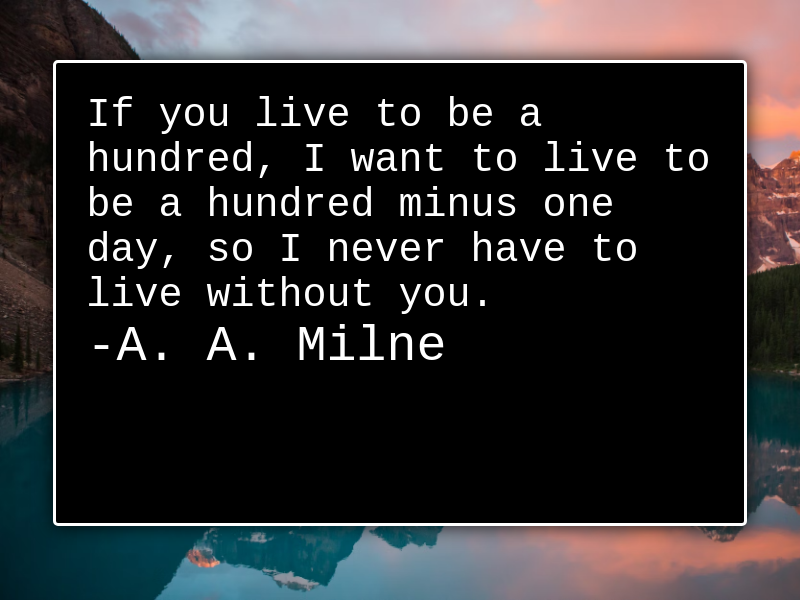 If you live to be a
hundred, I want to live to
be a hundred minus one
day, so I never have to
live without you.
-A. A. Milne